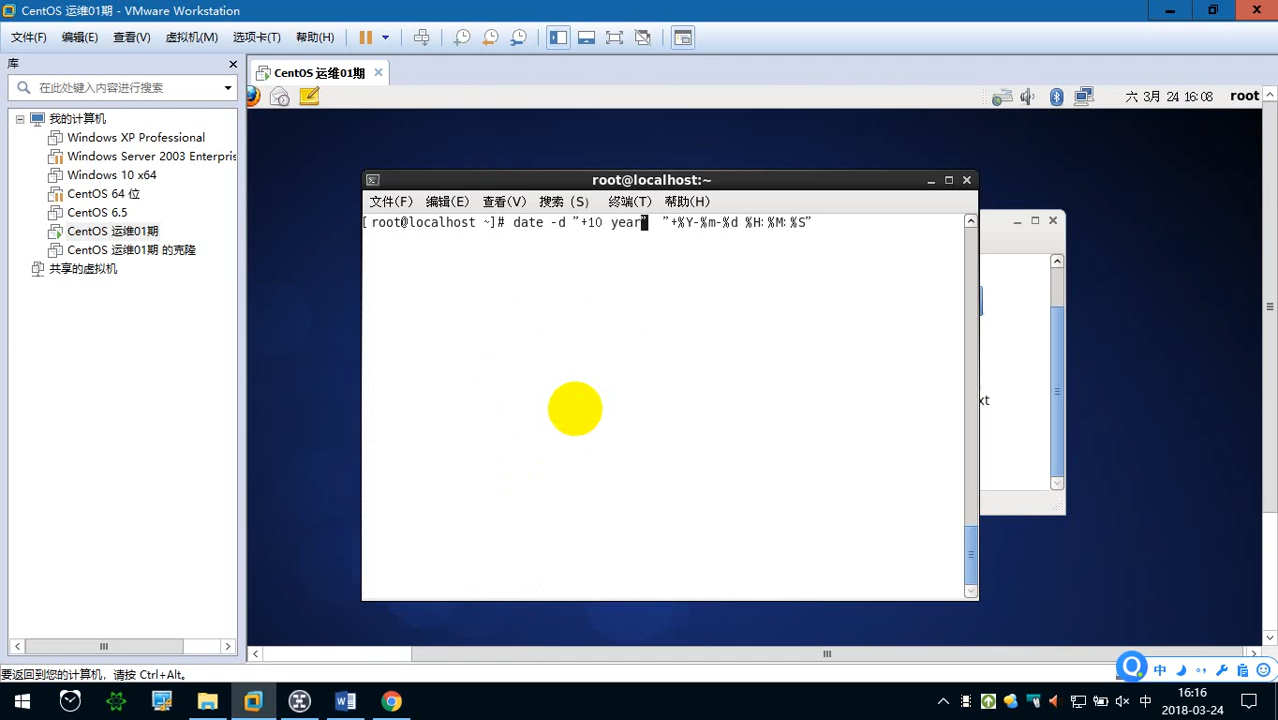 CentOS 运维01期 - VMware Workstation
文件(F) 编辑(E) 查看(V) 虚拟机(M) 选项卡(T) 帮助(H)
库
在此处键入内容进行搜索
我的计算机
Windows XP Professional
Windows Server 2003 Enterpris
Windows 10 x64
CentOS 64 位
CentOS 6.5
CentOS 运维01期
CentOS 运维01期 的克隆
共享的虚拟机
CentOS 运维01期
六 3月 24 16:08 root
root@localhost:~
文件(F) 编辑(E) 查看(V) 搜索 (S) 终端(T) 帮助(H)
[root@localhost ~]# date -d "+10 year" "+%Y-%m-%d %H:%M:%S"
xt
要返回到您的计算机，请按 Ctrl+Alt。
中
中
16:16
2018-03-24